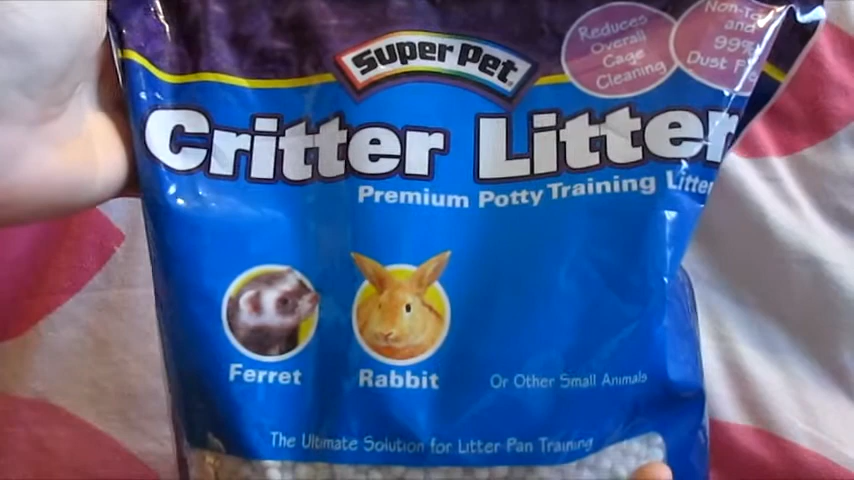 Super Pet
Reduces
Overall
Cage
Cleaning
and
99%
Dust
Critter Litter
Premium Potty Training Litter
Ferret
Rabbit
Or Other Small Animals
The Ultimate Solution for Litter Pan Training